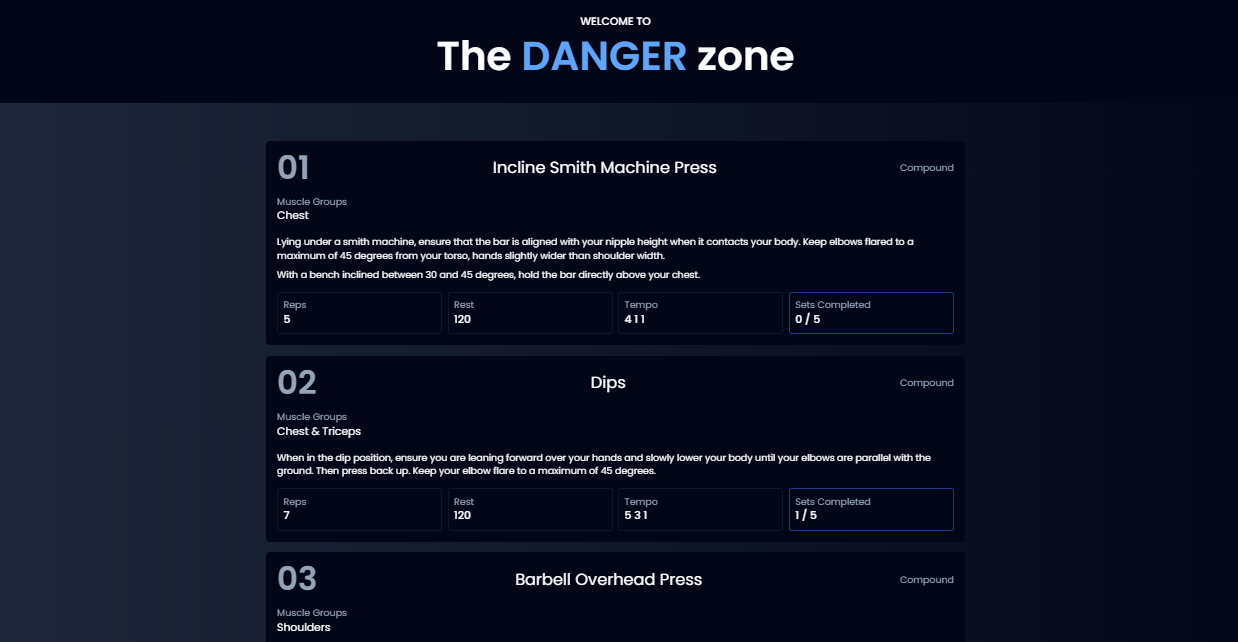 WELCOME TO
The DANGER zone
01
Incline Smith Machine Press
Compound
Muscle Groups
Chest
Lying under a smith machine, ensure that the bar is aligned with your nipple height when it contacts your body. Keep elbows flared to a
maximum of 45 degrees from your torso, hands slightly wider than shoulder width.
With a bench inclined between 30 and 45 degrees, hold the bar directly above your chest.
Reps
5
Rest
120
Tempo
4 1 1
Sets Completed
0 / 5
02
Dips
Compound
Muscle Groups
Chest & Triceps
When in the dip position, ensure you are leaning forward over your hands and slowly lower your body until your elbows are parallel with the
ground. Then press back up. Keep your elbow flare to a maximum of 45 degrees.
Reps
7
Rest
120
Tempo
5 3 1
Sets Completed
1 / 5
03
Barbell Overhead Press
Compound
Muscle Groups
Shoulders